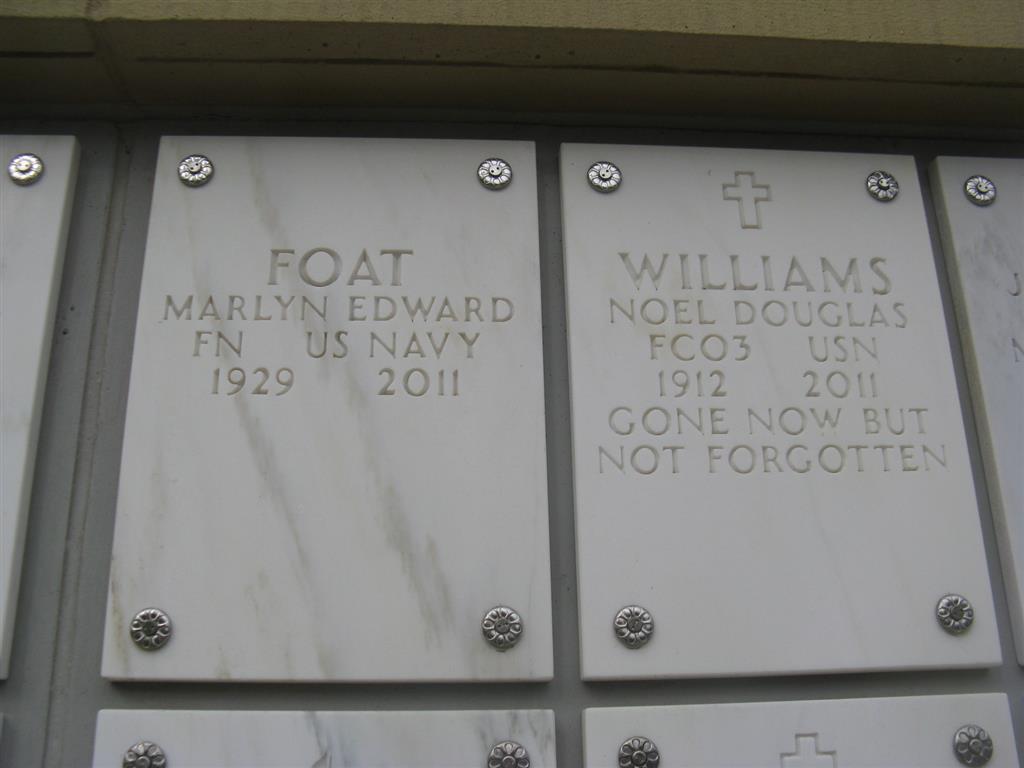 FOAT
MARLYN EDWARD
FN US NAVY
1929 2011
WILLIAMS
NOEL DOUGLAS
FCO3 USN
1912 2011
GONE NOW BUT
NOT FORGOTTEN